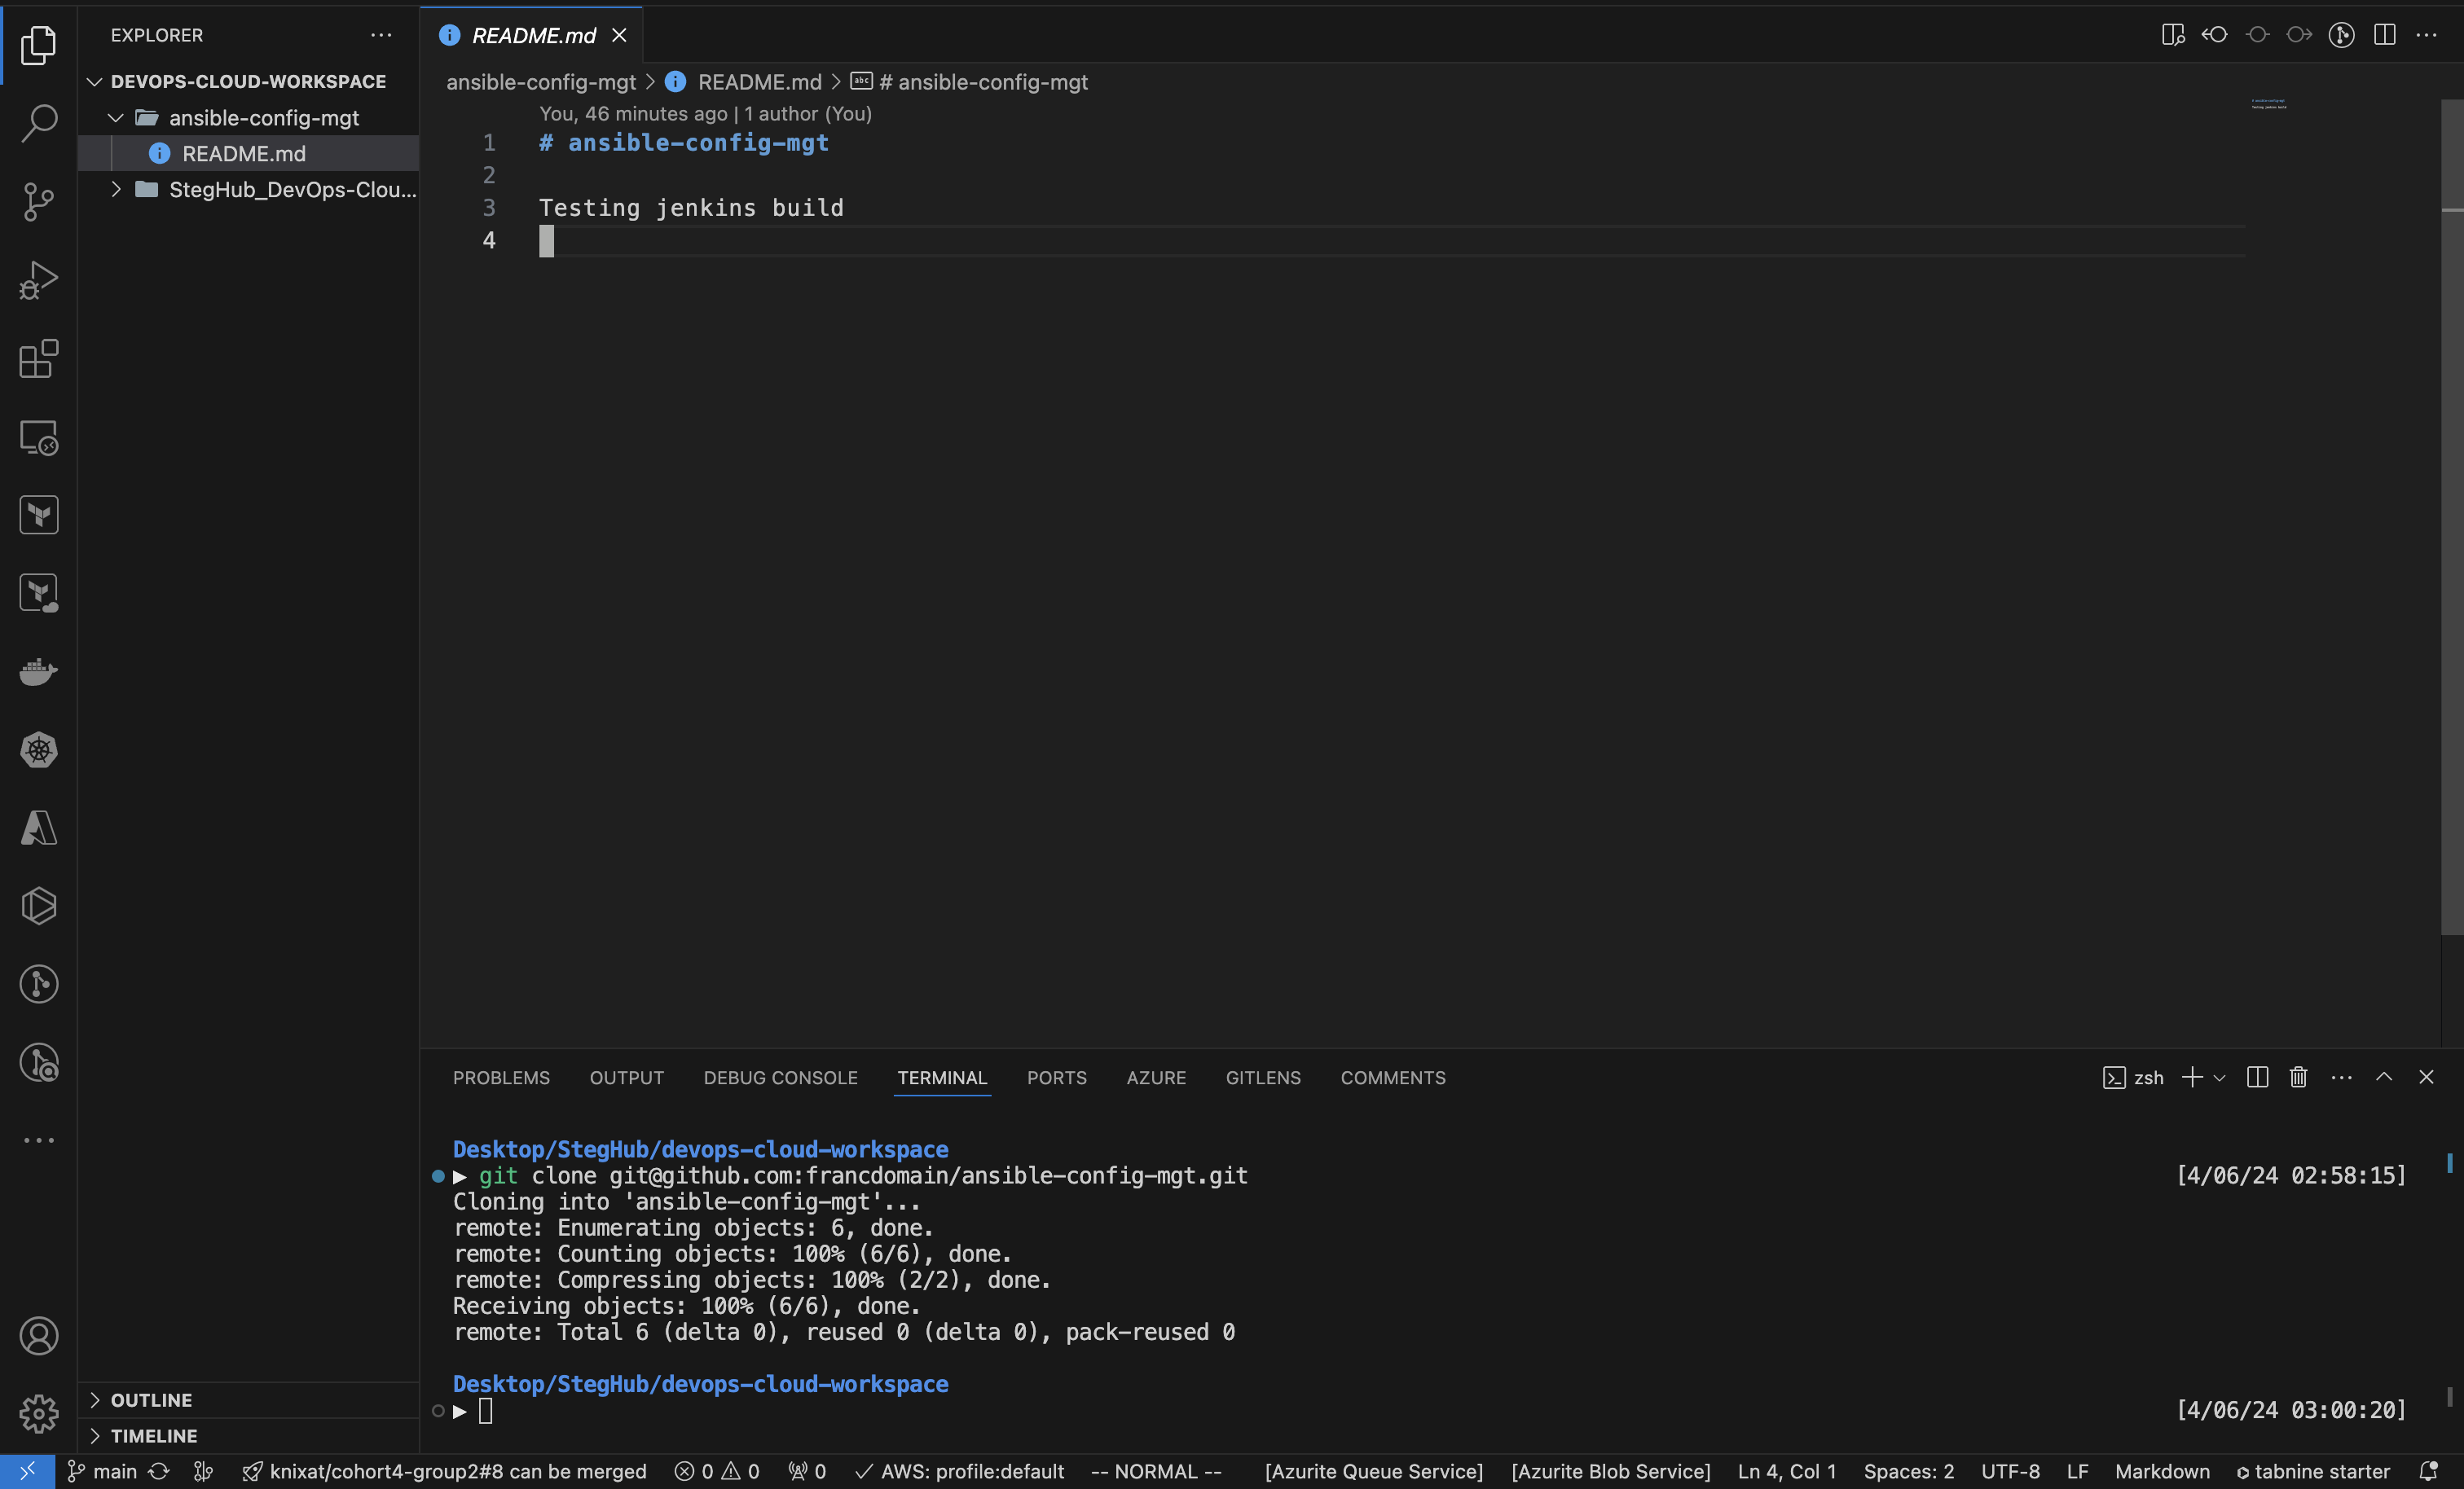 EXPLORER
DEVOPS-CLOUD-WORKSPACE
ansible-config-mgt
README.md
StegHub_DevOps-Clou...
OUTLINE
TIMELINE
README.md
ansible-config-mgt > README.md > # ansible-config-mgt
You, 46 minutes ago | 1 author (You)
1 # ansible-config-mgt
2
3 Testing jenkins build
4
PROBLEMS OUTPUT DEBUG CONSOLE TERMINAL PORTS AZURE GITLENS COMMENTS
zsh
Desktop/StegHub/devops-cloud-workspace
git clone git@github.com:francdomain/ansible-config-mgt.git [4/06/24 02:58:15]
Cloning into 'ansible-config-mgt'...
remote: Enumerating objects: 6, done.
remote: Counting objects: 100% (6/6), done.
remote: Compressing objects: 100% (2/2), done.
Receiving objects: 100% (6/6), done.
remote: Total 6 (delta 0), reused 0 (delta 0), pack-reused 0
Desktop/StegHub/devops-cloud-workspace
[4/06/24 03:00:20]
main knixat/cohort4-group2#8 can be merged 0 0 0 AWS: profile:default -- NORMAL -- [Azurite Queue Service] [Azurite Blob Service] Ln 4, Col 1 Spaces: 2 UTF-8 LF Markdown tabnine starter